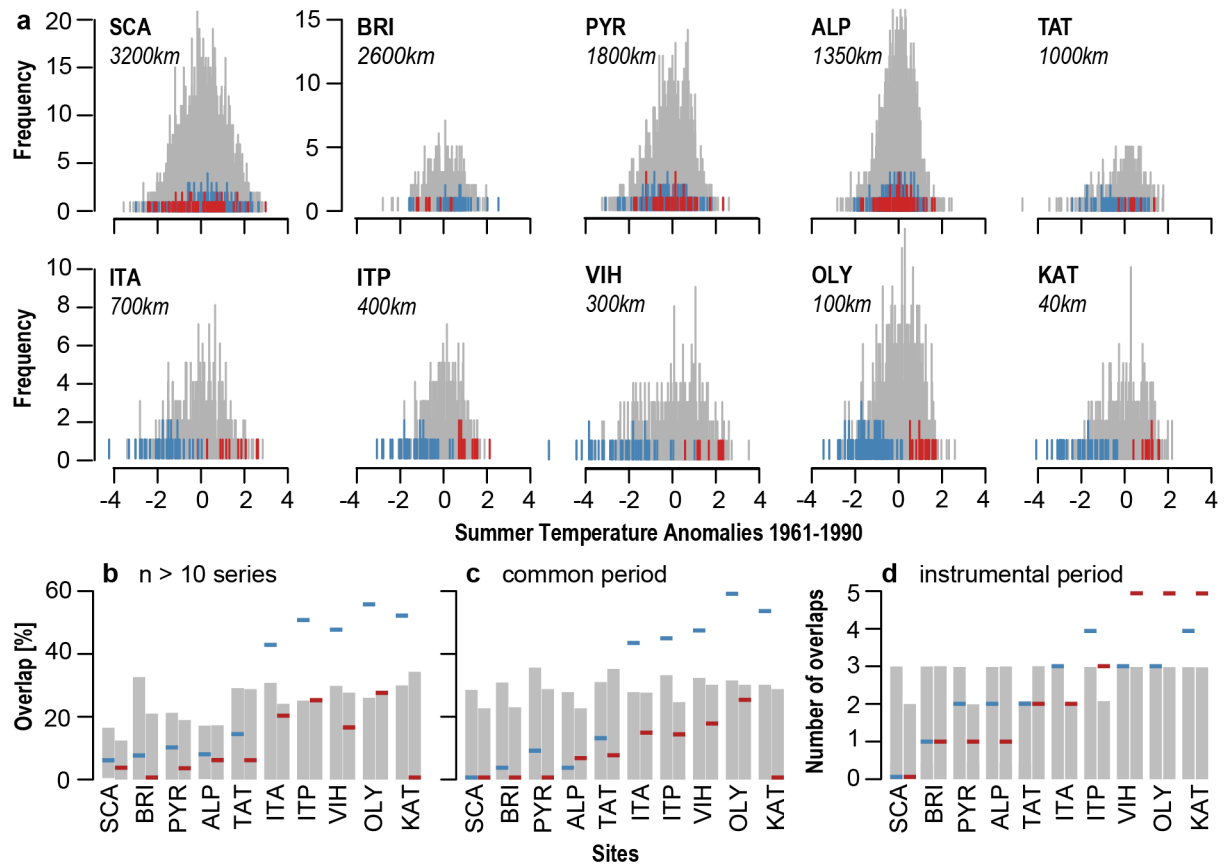 a
SCA BRI PYR ALP TAT
3200km 2600km 1800km 1350km 1000km
Frequency
20
15
10
5
0
15
10
5
0
ITA ITP VIH OLY KAT
700km 400km 300km 100km 40km
Frequency
10
8
6
4
2
0
-4 -2 0 2 4 -4 -2 0 2 4 -4 -2 0 2 4 -4 -2 0 2 4 -4 -2 0 2 4
Summer Temperature Anomalies 1961-1990
b n > 10 series c common period d instrumental period
Overlap [%]
60
40
20
0
Number of overlaps
5
4
3
2
1
0
SCA BRI PYR ALP TAT ITA ITP VIH OLY KAT SCA BRI PYR ALP TAT ITA ITP VIH OLY KAT SCA BRI PYR ALP TAT ITA ITP VIH OLY KAT
Sites